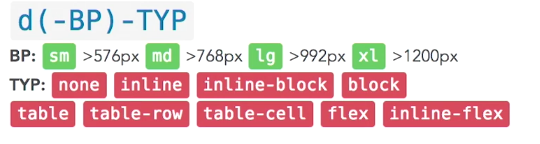 d(-BP)-TYP
BP: sm >576px md >768px lg >992px xl >1200px
TYP: none inline inline-block block
table table-row table-cell flex inline-flex